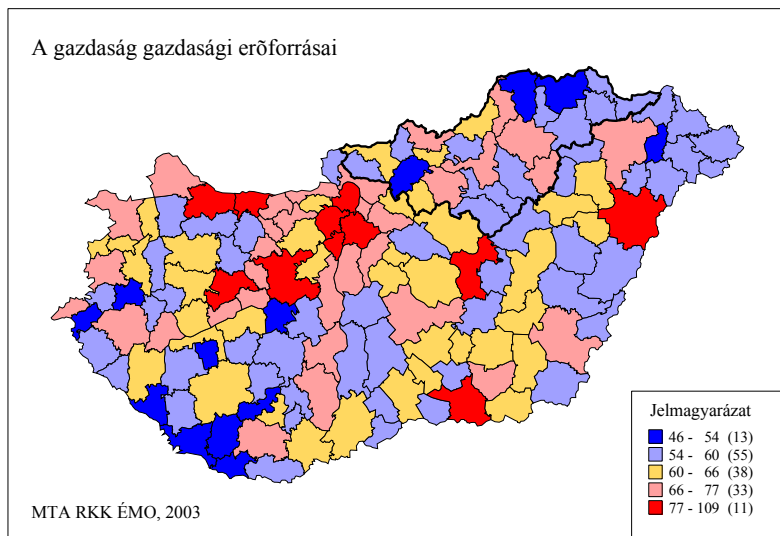 A gazdaság gazdasági erõforrásai
Jelmagyarázat
46 - 54 (13)
54 - 60 (55)
60 - 66 (38)
66 - 77 (33)
77 - 109 (11)
MTA RKK ÉMO, 2003